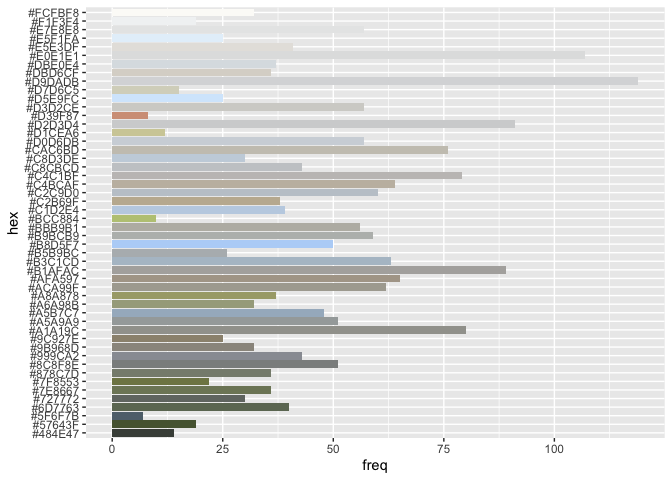 #FCFBF8
#F1F3E4
#E7E8E8
#E5F1FA
#E5E3DF
#E0E1E1
#DBE0E4
#DBD6CF
#D9DADB
#D7D6C5
#D5E9FC
#D3D2CE
#D39F87
#D2D3D4
#D1CEA6
#D0D6DB
#CAC6BD
#C8D3DE
#C8CBCD
#C4C1BF
#C4BCAF
#C2C9D0
#C2B69F
#C1D2E4
#BCC884
#BBB9B1
#B9BCB9
#B8D5F7
#B5B9BC
#B3C1CD
#B1AFAC
#AFA597
#ACA99F
#A8A878
#A6A98B
#A5B7C7
#A5A9A9
#A1A19C
#9C927E
#9B968D
#999CA2
#8C8F8E
#878C7D
#7F8553
#7E8667
#727772
#6D7763
#5F6F7B
#57643F
#484E47
hex
0 25 50 75 100
freq